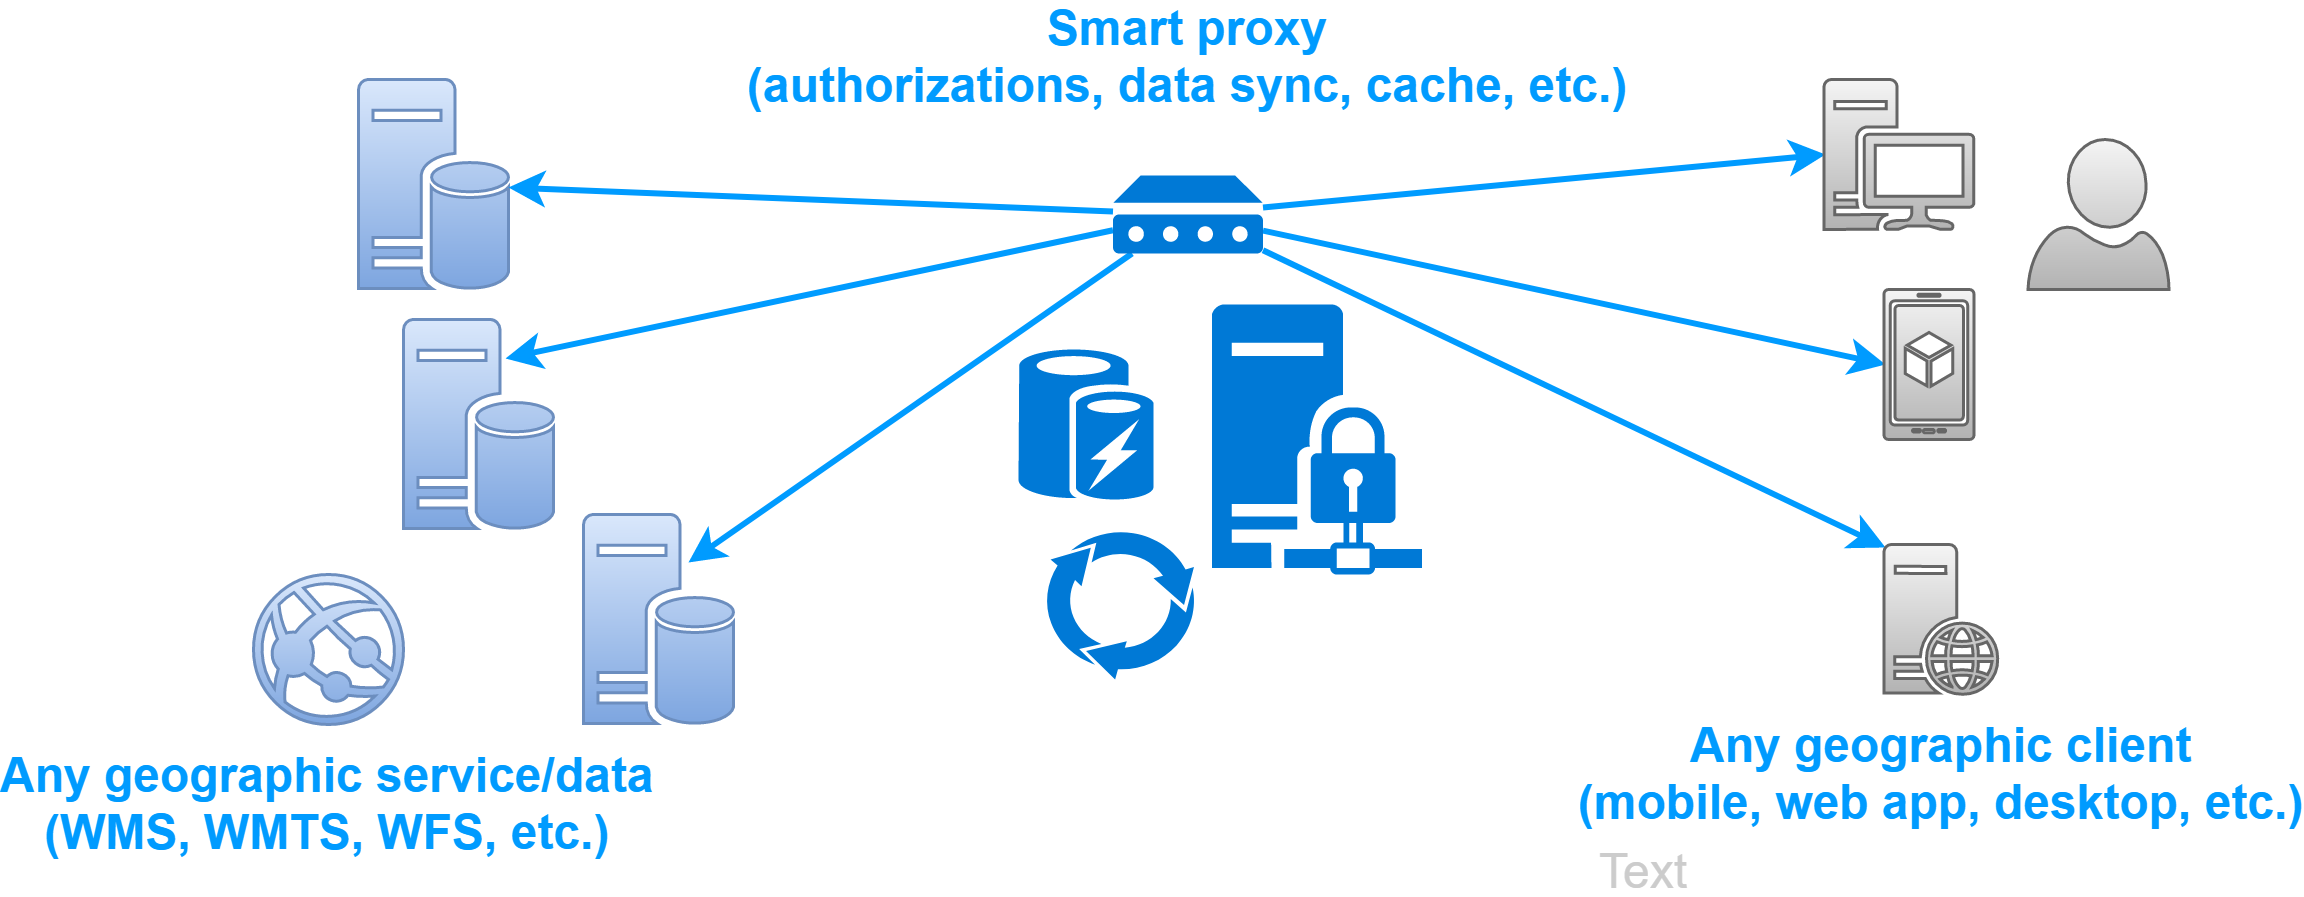 Smart proxy
(authorizations, data sync, cache, etc.)
Any geographic service/data
(WMS, WMTS, WFS, etc.)
Any geographic client
(mobile, web app, desktop, etc.)
Text